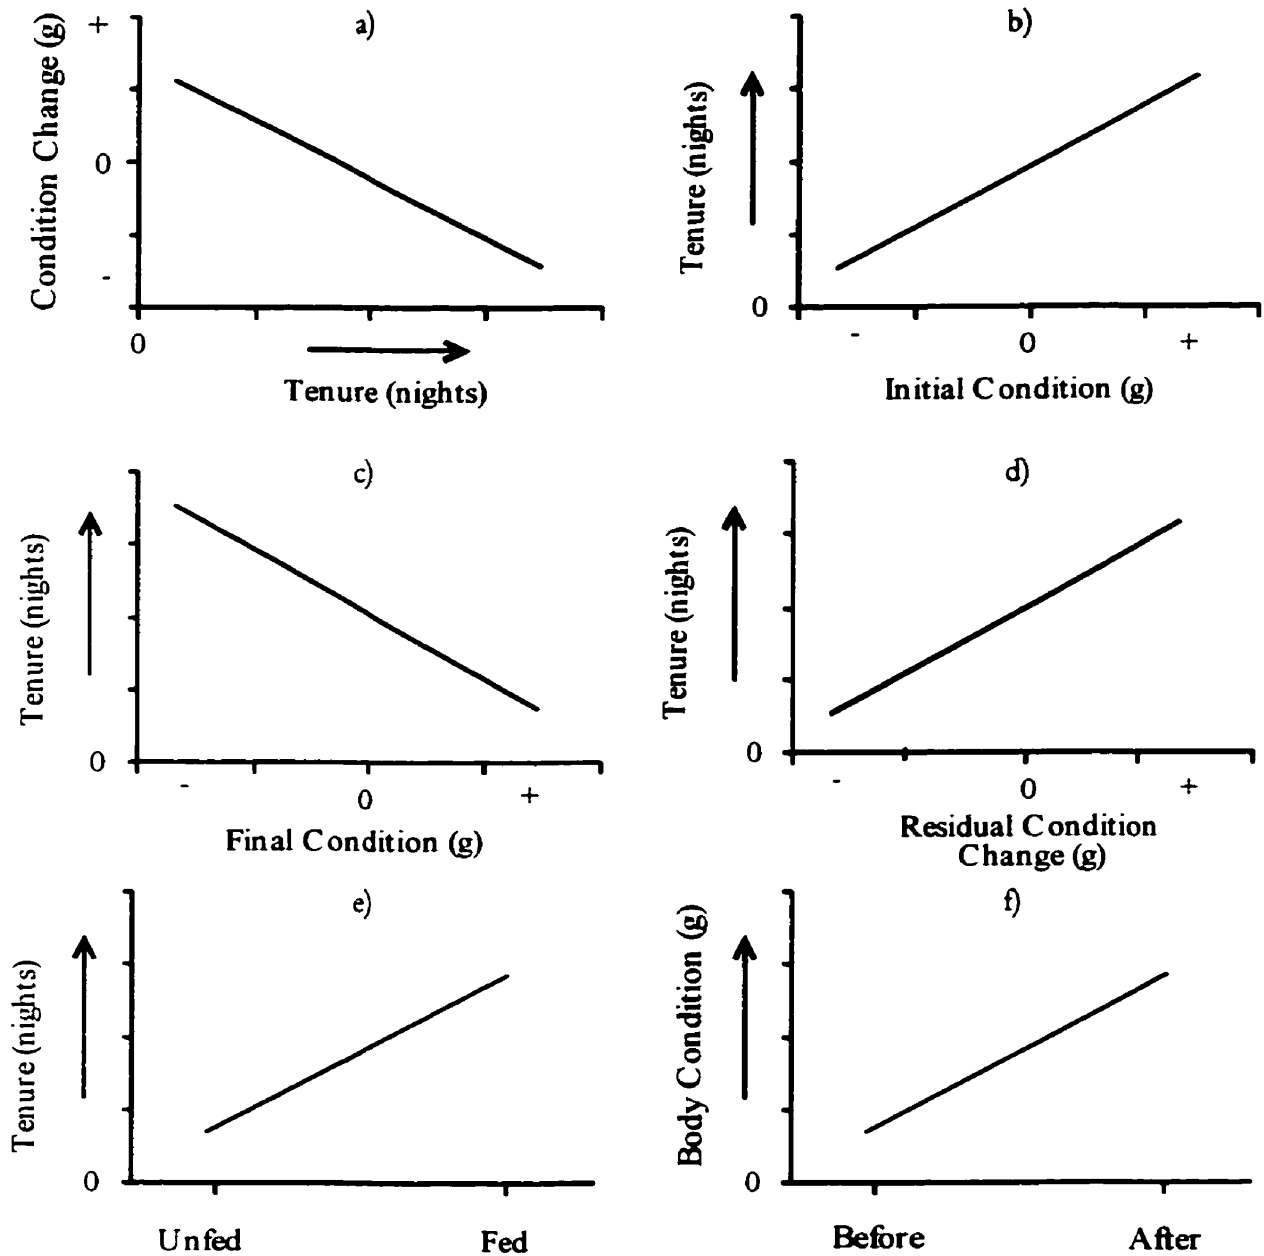 a)
Condition Change (g)
+
0
-
0
Tenure (nights)
b)
Tenure (nights)
0
-
0
+
Initial Condition (g)
c)
Tenure (nights)
0
-
0
+
Final Condition (g)
d)
Tenure (nights)
0
-
0
+
Residual Condition
Change (g)
e)
Tenure (nights)
0
Unfed
Fed
f)
Body Condition (g)
0
Before
After